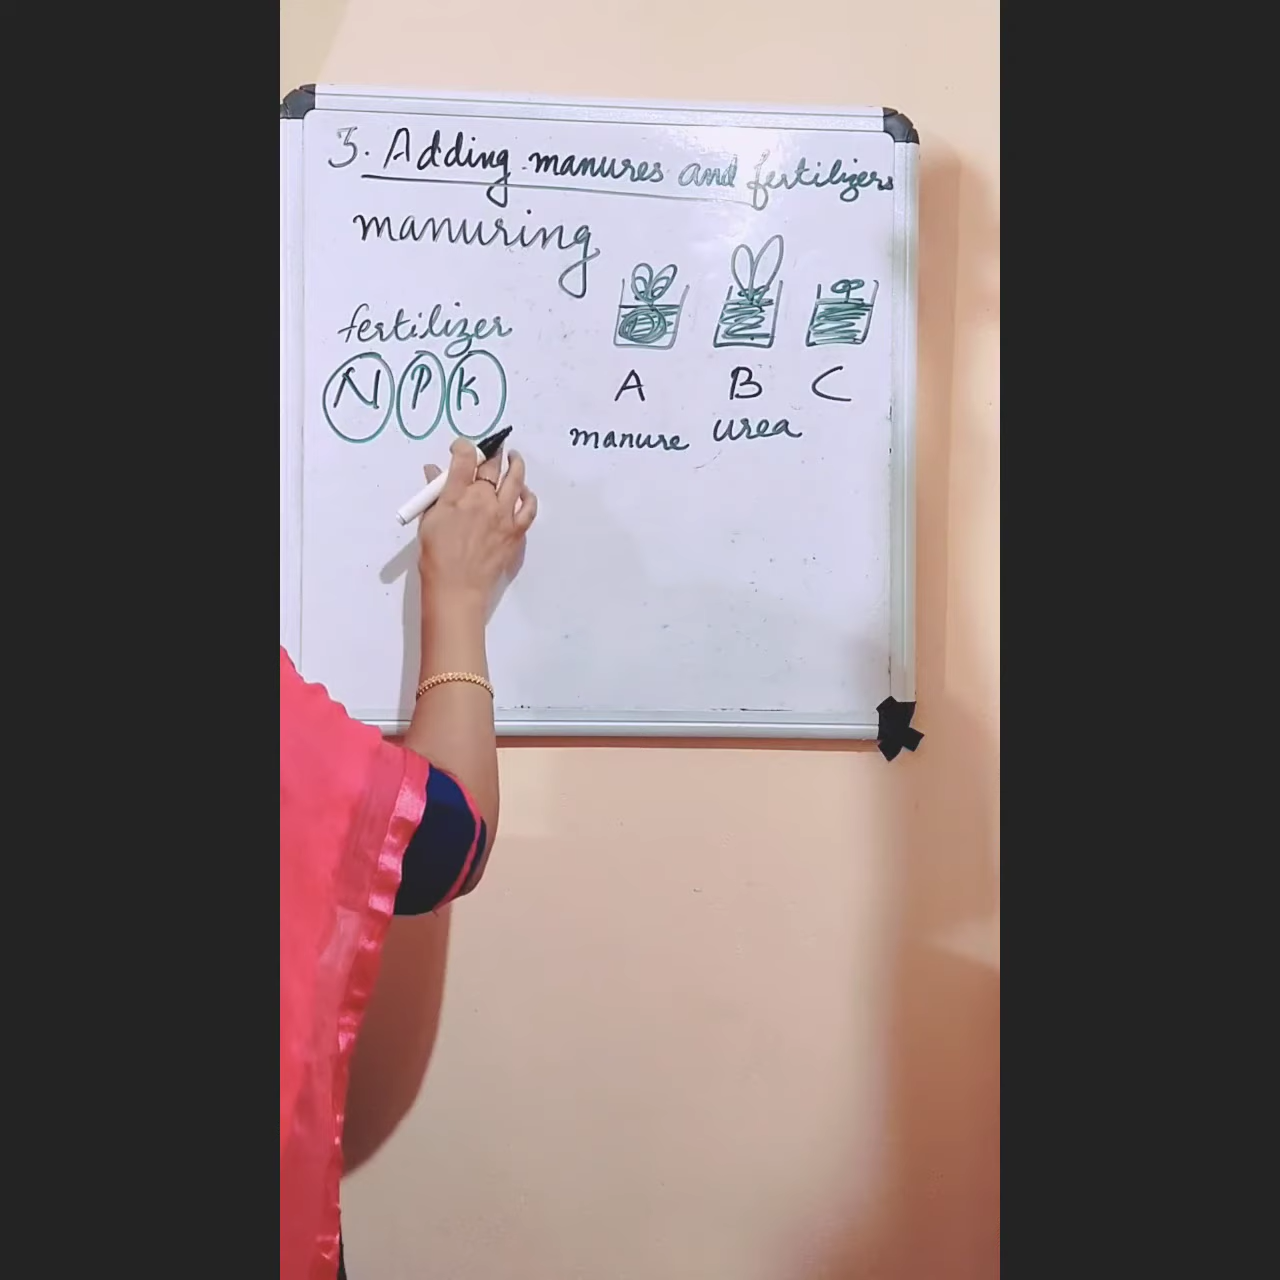 3. Adding manures and fertilizers
manuring
fertilizer
N P K
A B C
manure urea